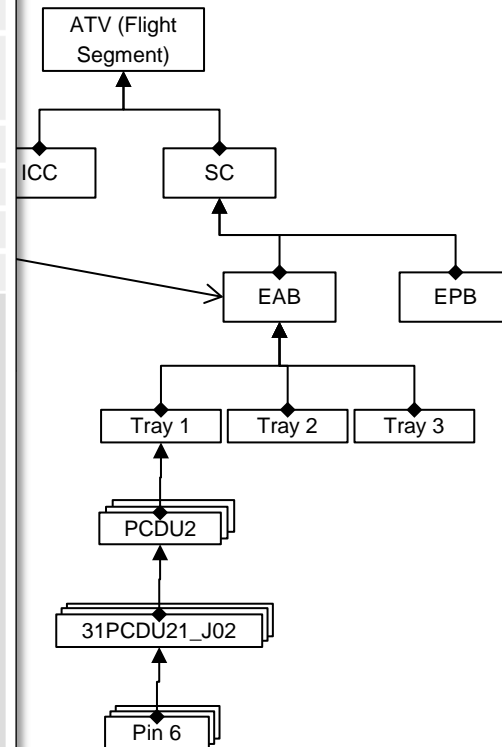 ATV (Flight
Segment)
ICC
SC
EAB
EPB
Tray 1
Tray 2
Tray 3
PCDU2
31PCDU21_J02
Pin 6